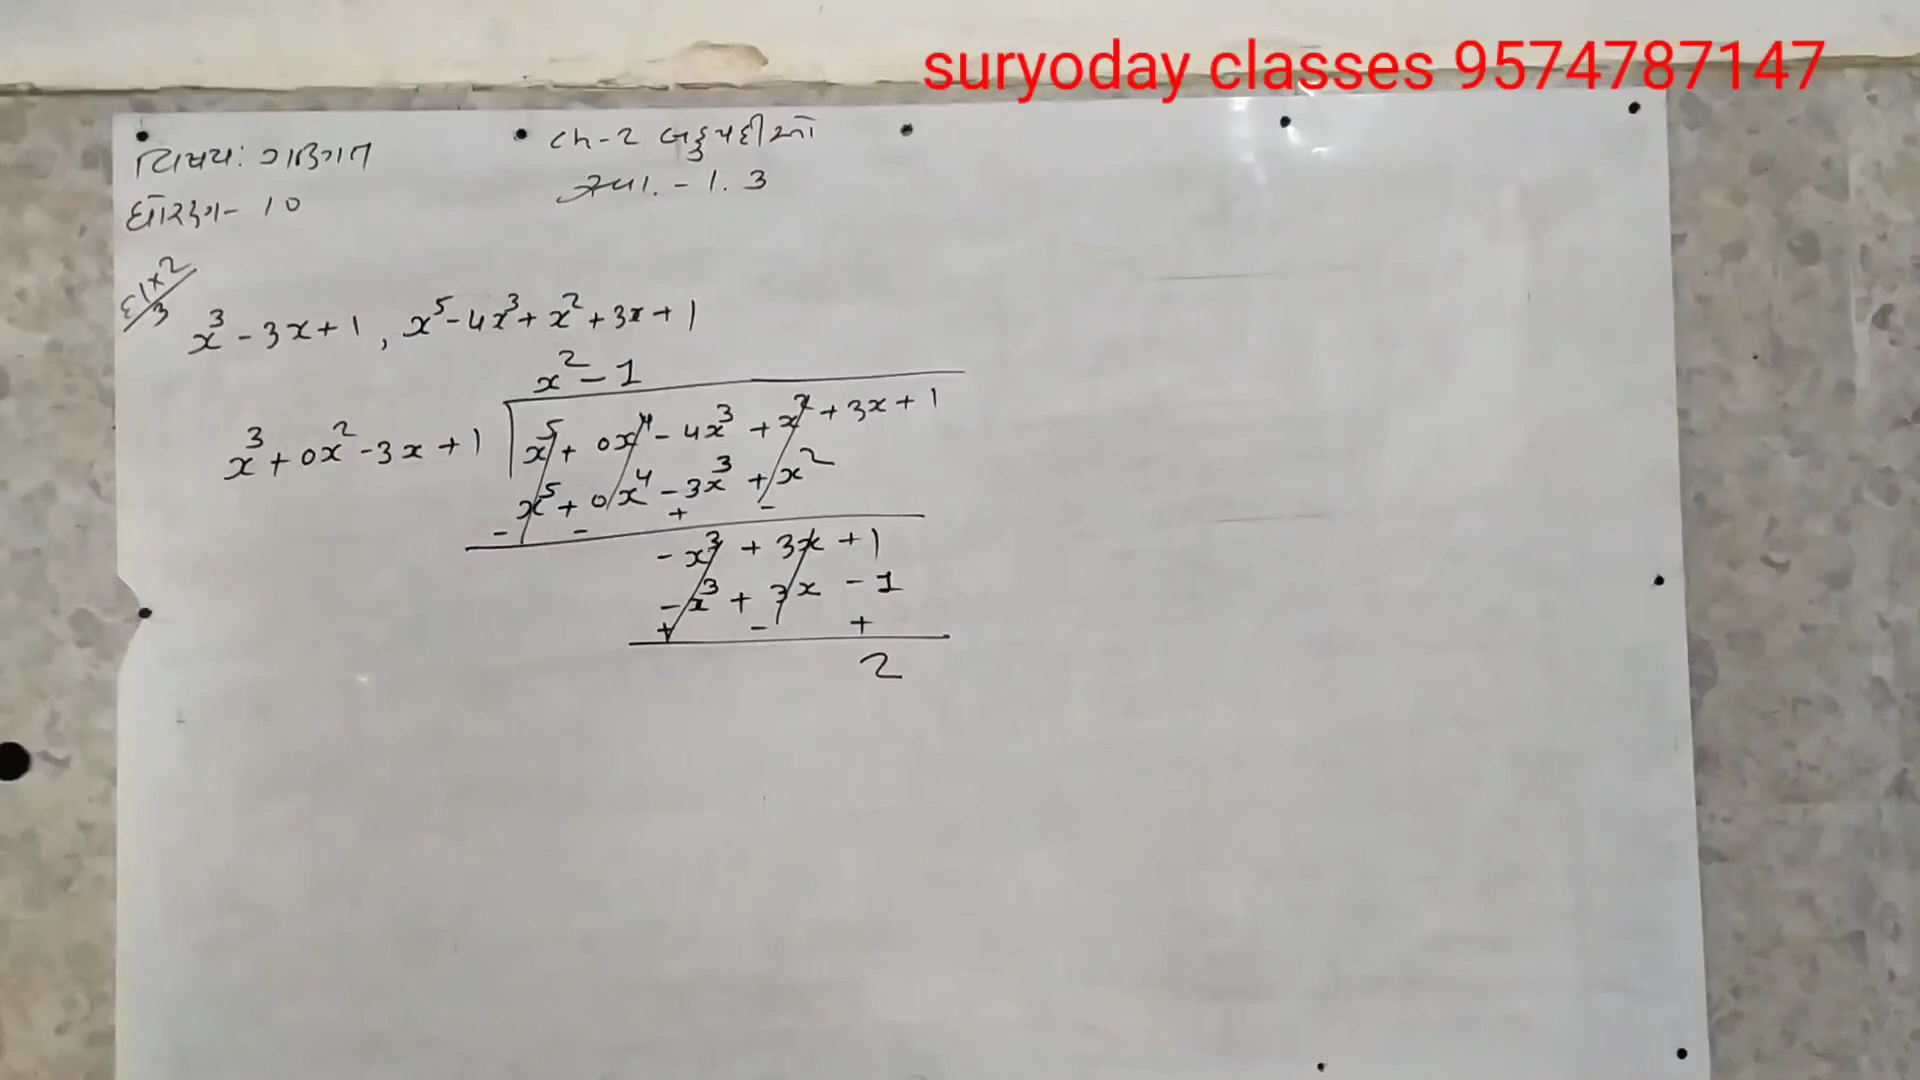 suryoday classes 9574787147
વિષય: ગણિત
ધોરણ- 10
ch-2 બહુપદીઓ
સ્વા. - 1.3
x³ - 3x + 1 , x⁵ - 4x³ + x² + 3x + 1
x² - 1
x³ + 0x² - 3x + 1 x⁵ + 0x⁴ - 4x³ + x² + 3x + 1
x⁵ + 0x⁴ - 3x³ + x²
- - + -
- x³ + 3x + 1
- x³ + 3x - 1
+ - +
2